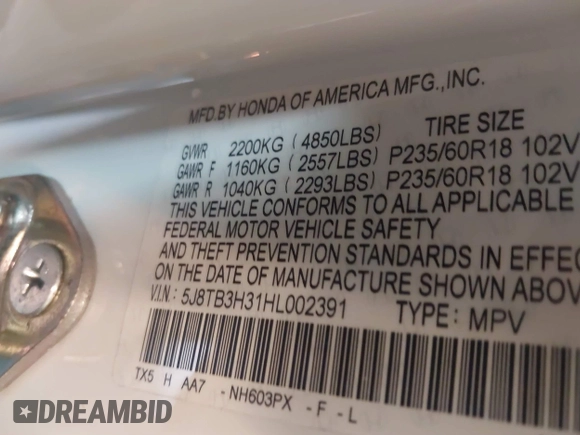 MFD.BY HONDA OF AMERICA MFG.,INC.
GVWR 2200KG (4850LBS) TIRE SIZE
GAWR F 1160KG (2557LBS) P235/60R18 102V
GAWR R 1040KG (2293LBS) P235/60R18 102V
THIS VEHICLE CONFORMS TO ALL APPLICABLE
FEDERAL MOTOR VEHICLE SAFETY
AND THEFT PREVENTION STANDARDS IN EFFEC
ON THE DATE OF MANUFACTURE SHOWN ABOV
V.I.N: 5J8TB3H31HL002391 TYPE: MPV
TX5 H AA7 -NH603PX -F-L
DREAMBID